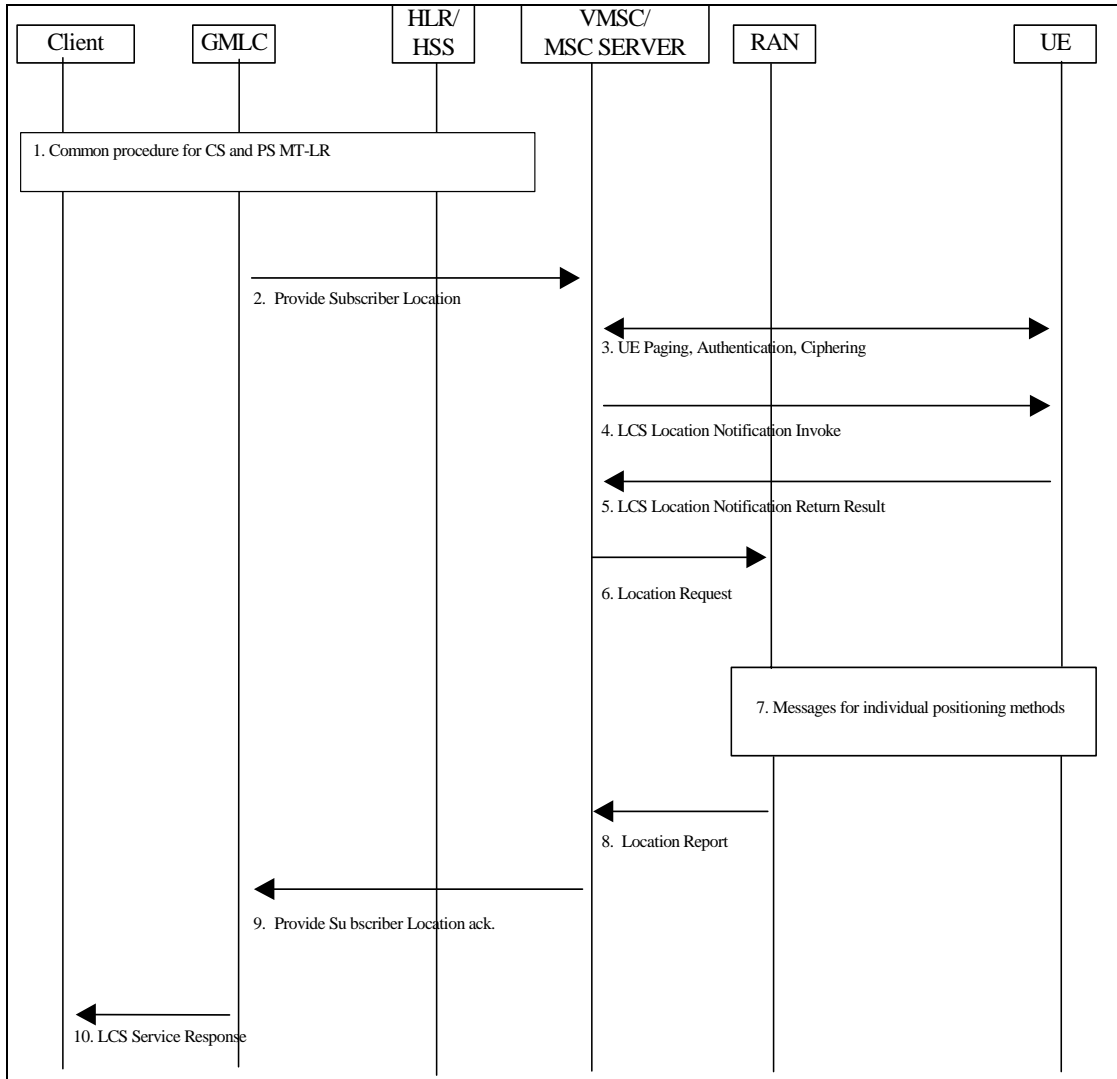 Client
GMLC
HLR/
HSS
VMSC/
MSC SERVER
RAN
UE
1. Common procedure for CS and PS MT-LR
2. Provide Subscriber Location
3. UE Paging, Authentication, Ciphering
4. LCS Location Notification Invoke
5. LCS Location Notification Return Result
6. Location Request
7. Messages for individual positioning methods
8. Location Report
9. Provide Su bscriber Location ack.
10. LCS Service Response